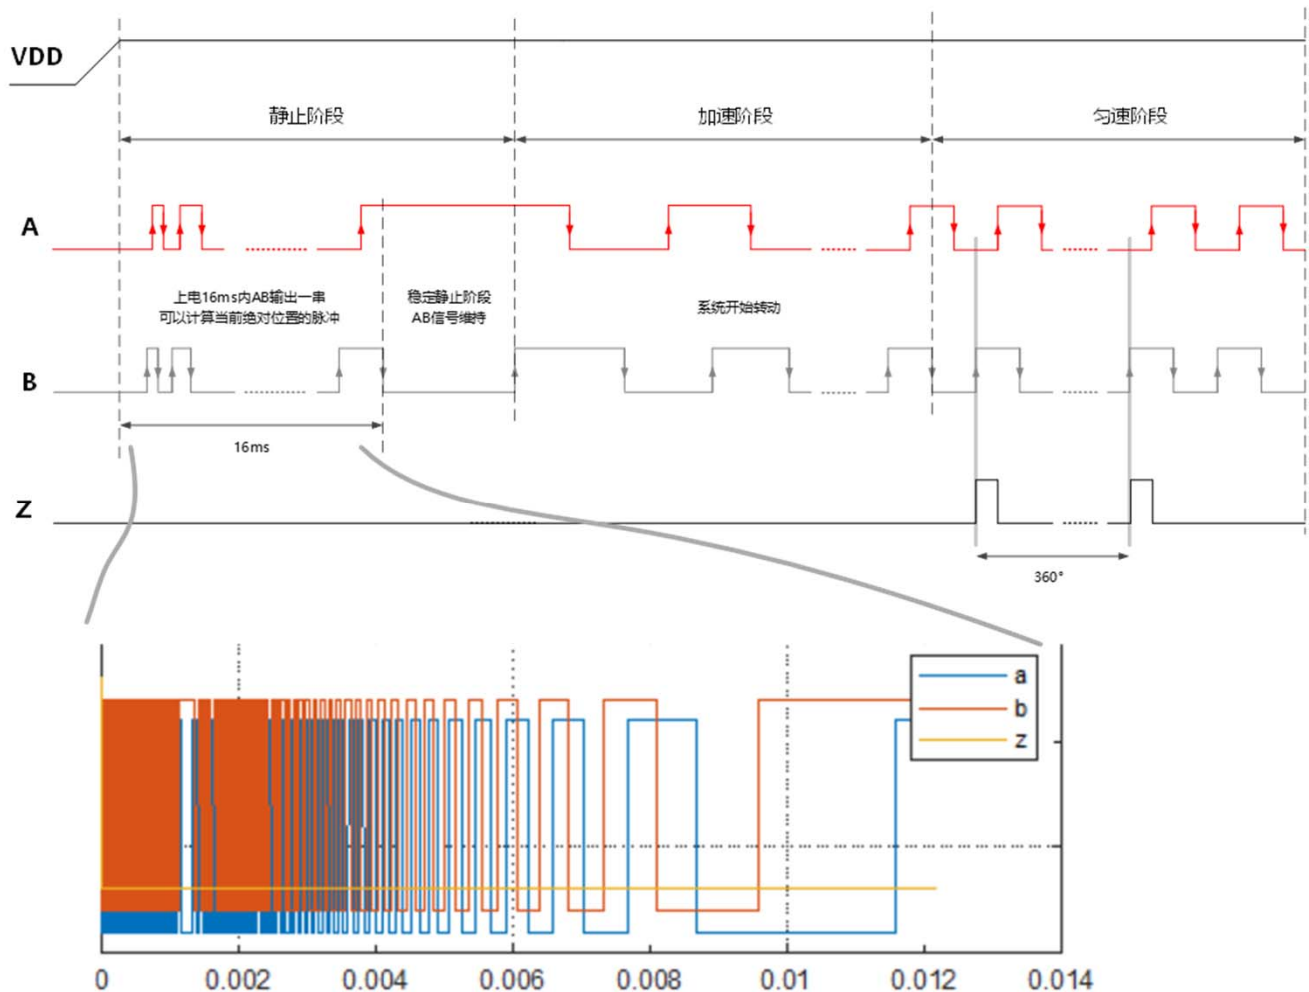 VDD
静止阶段
加速阶段
匀速阶段
A
上电16ms内AB输出一串
可以计算当前绝对位置的脉冲
稳定静止阶段
AB信号维持
系统开始转动
B
16ms
Z
360°
a
b
z
0
0.002
0.004
0.006
0.008
0.01
0.012
0.014